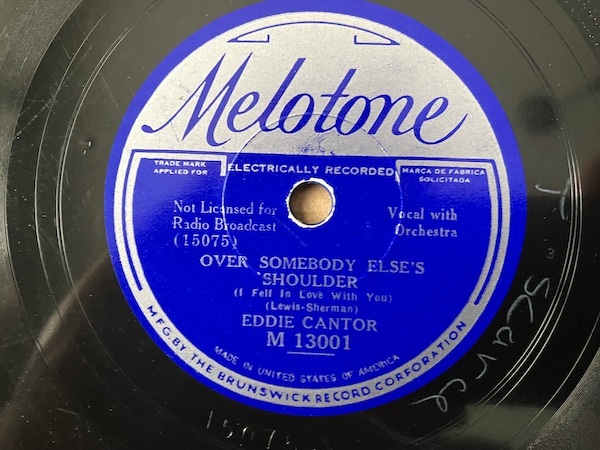 Melotone
TRADE MARK
APPLIED FOR
ELECTRICALLY RECORDED
MARCA DE FABRICA
SOLICITADA
Not Licensed for
Radio Broadcast
(15075)
Vocal with
Orchestra
OVER SOMEBODY ELSE'S
SHOULDER
(I Fell In Love With You)
(Lewis-Sherman)
EDDIE CANTOR
M 13001
MADE IN UNITED STATES OF AMERICA
MFG. BY THE BRUNSWICK RECORD CORPORATION
scarce